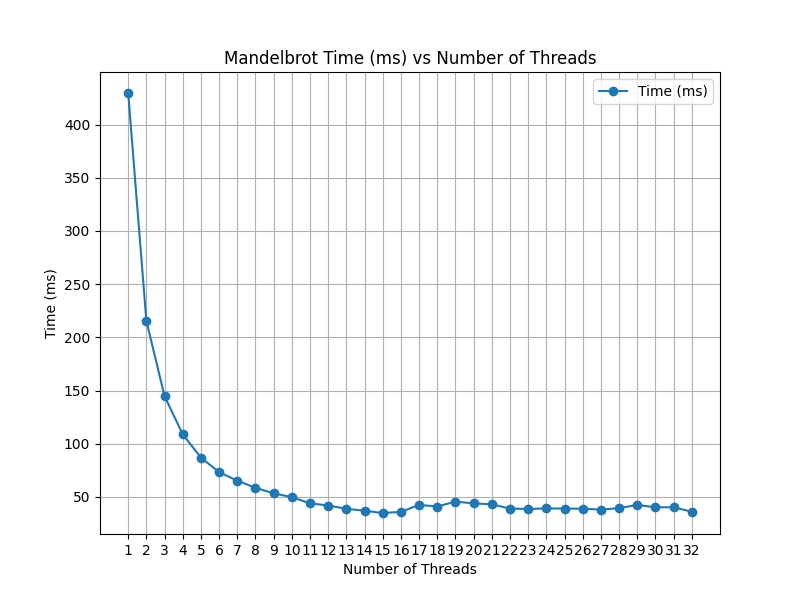 Mandelbrot Time (ms) vs Number of Threads
Time (ms)
400
350
300
250
200
150
100
50
Time (ms)
1 2 3 4 5 6 7 8 9 10 11 12 13 14 15 16 17 18 19 20 21 22 23 24 25 26 27 28 29 30 31 32
Number of Threads